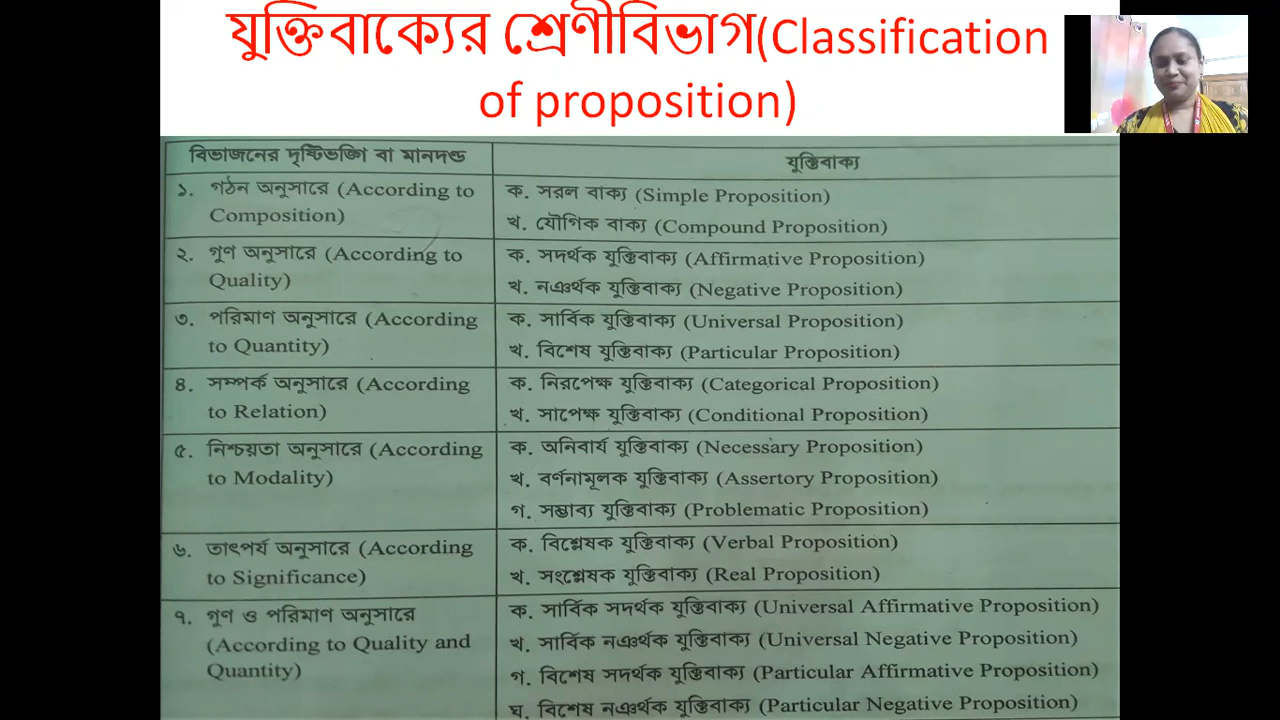 যুক্তিবাক্যের শ্রেণীবিভাগ(Classification
of proposition)
বিভাজনের দৃষ্টিভঙ্গি বা মানদণ্ড
যুক্তিবাক্য
১. গঠন অনুসারে (According to
Composition)
ক. সরল বাক্য (Simple Proposition)
খ. যৌগিক বাক্য (Compound Proposition)
২. গুণ অনুসারে (According to
Quality)
ক. সদর্থক যুক্তিবাক্য (Affirmative Proposition)
খ. নঞর্থক যুক্তিবাক্য (Negative Proposition)
৩. পরিমাণ অনুসারে (According
to Quantity)
ক. সার্বিক যুক্তিবাক্য (Universal Proposition)
খ. বিশেষ যুক্তিবাক্য (Particular Proposition)
৪. সম্পর্ক অনুসারে (According
to Relation)
ক. নিরপেক্ষ যুক্তিবাক্য (Categorical Proposition)
খ. সাপেক্ষ যুক্তিবাক্য (Conditional Proposition)
৫. নিশ্চয়তা অনুসারে (According
to Modality)
ক. অনিবার্য যুক্তিবাক্য (Necessary Proposition)
খ. বর্ণনামূলক যুক্তিবাক্য (Assertory Proposition)
গ. সম্ভাব্য যুক্তিবাক্য (Problematic Proposition)
৬. তাৎপর্য অনুসারে (According
to Significance)
ক. বিশ্লেষক যুক্তিবাক্য (Verbal Proposition)
খ. সংশ্লেষক যুক্তিবাক্য (Real Proposition)
৭. গুণ ও পরিমাণ অনুসারে
(According to Quality and
Quantity)
ক. সার্বিক সদর্থক যুক্তিবাক্য (Universal Affirmative Proposition)
খ. সার্বিক নঞর্থক যুক্তিবাক্য (Universal Negative Proposition)
গ. বিশেষ সদর্থক যুক্তিবাক্য (Particular Affirmative Proposition)
ঘ. বিশেষ নঞর্থক যুক্তিবাক্য (Particular Negative Proposition)